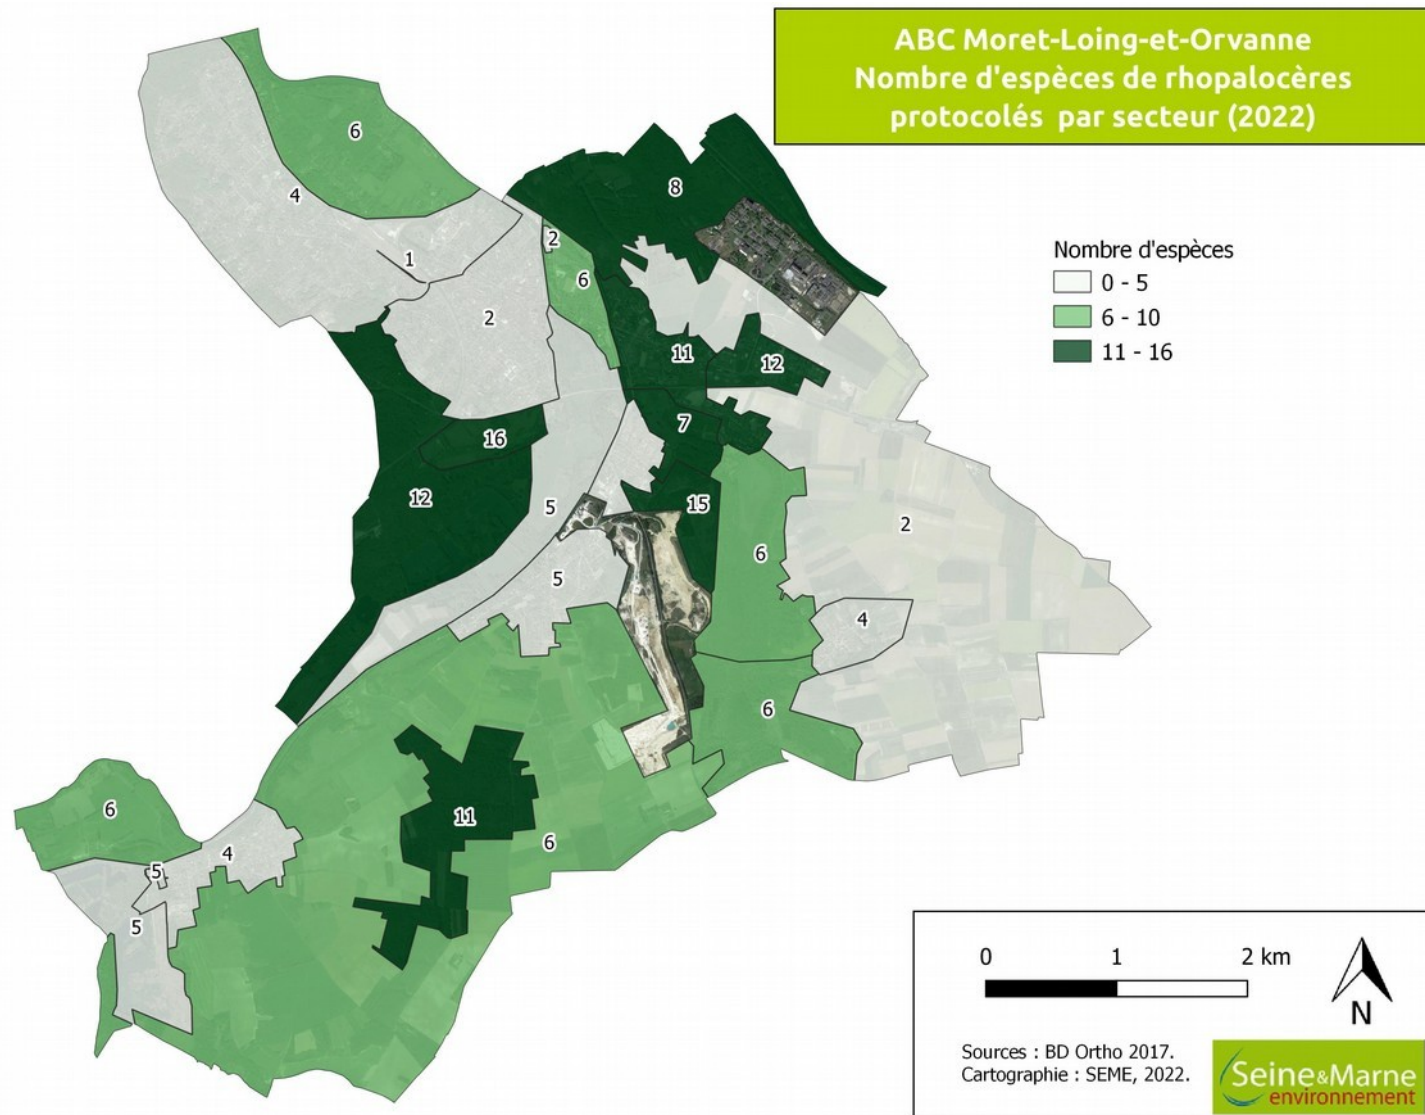 ABC Moret-Loing-et-Orvanne
Nombre d'espèces de rhopalocères
protocolés par secteur (2022)
6
4
8
1
2
6
2
Nombre d'espèces
0 - 5
6 - 10
11 - 16
11
12
7
16
12
5
15
2
6
5
4
6
6
11
6
4
5
5
0 1 2 km
N
Sources : BD Ortho 2017.
Cartographie : SEME, 2022.
Seine&Marne
environnement